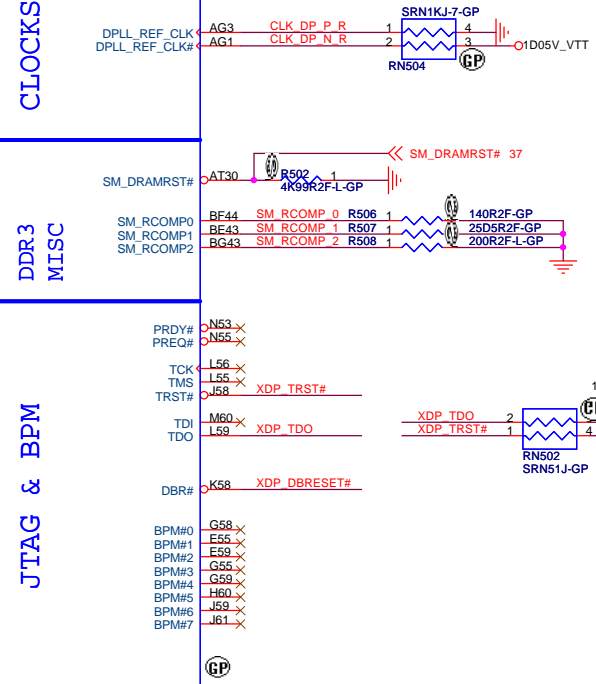 CLOCKS
SRN1KJ-7-GP
DPLL_REF_CLK AG3 CLK_DP_P_R 1 4
DPLL_REF_CLK# AG1 CLK_DP_N_R 2 3 1D05V_VTT
RN504 GP
DDR3
MISC
SM_DRAMRST# 37
SM_DRAMRST# AT30 R502 1
4K99R2F-L-GP
SM_RCOMP0 BF44 SM_RCOMP_0 R506 1 140R2F-GP
SM_RCOMP1 BE43 SM_RCOMP_1 R507 1 25D5R2F-GP
SM_RCOMP2 BG43 SM_RCOMP_2 R508 1 200R2F-L-GP
JTAG & BPM
PRDY# N53
PREQ# N55
TCK L56
TMS L55
TRST# J58 XDP_TRST#
1
TDI M60 XDP_TDO 2
TDO L59 XDP_TDO XDP_TRST# 1 4
RN502
SRN51J-GP
DBR# K58 XDP_DBRESET#
BPM#0 G58
BPM#1 E55
BPM#2 E59
BPM#3 G55
BPM#4 G59
BPM#5 H60
BPM#6 J59
BPM#7 J61
GP